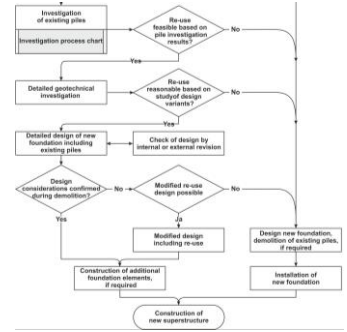 Investigation
of existing piles
Investigation process chart
Re-use
feasible based on
pile investigation
results?
No
Yes
Detailed geotechnical
investigation
Re-use
reasonable based on
studyof design
variants?
No
Yes
Detailed design of new
foundation including
existing piles
Check of design by
internal or external revision
Design
considerations confirmed
during demolition?
No
Modified re-use
design possible
No
Yes
Ja
Modified design
including re-use
Design new foundation,
demolition of existing piles,
if required
Construction of additional
foundation elements,
if required
Installation of
new foundation
Construction of
new superstructure